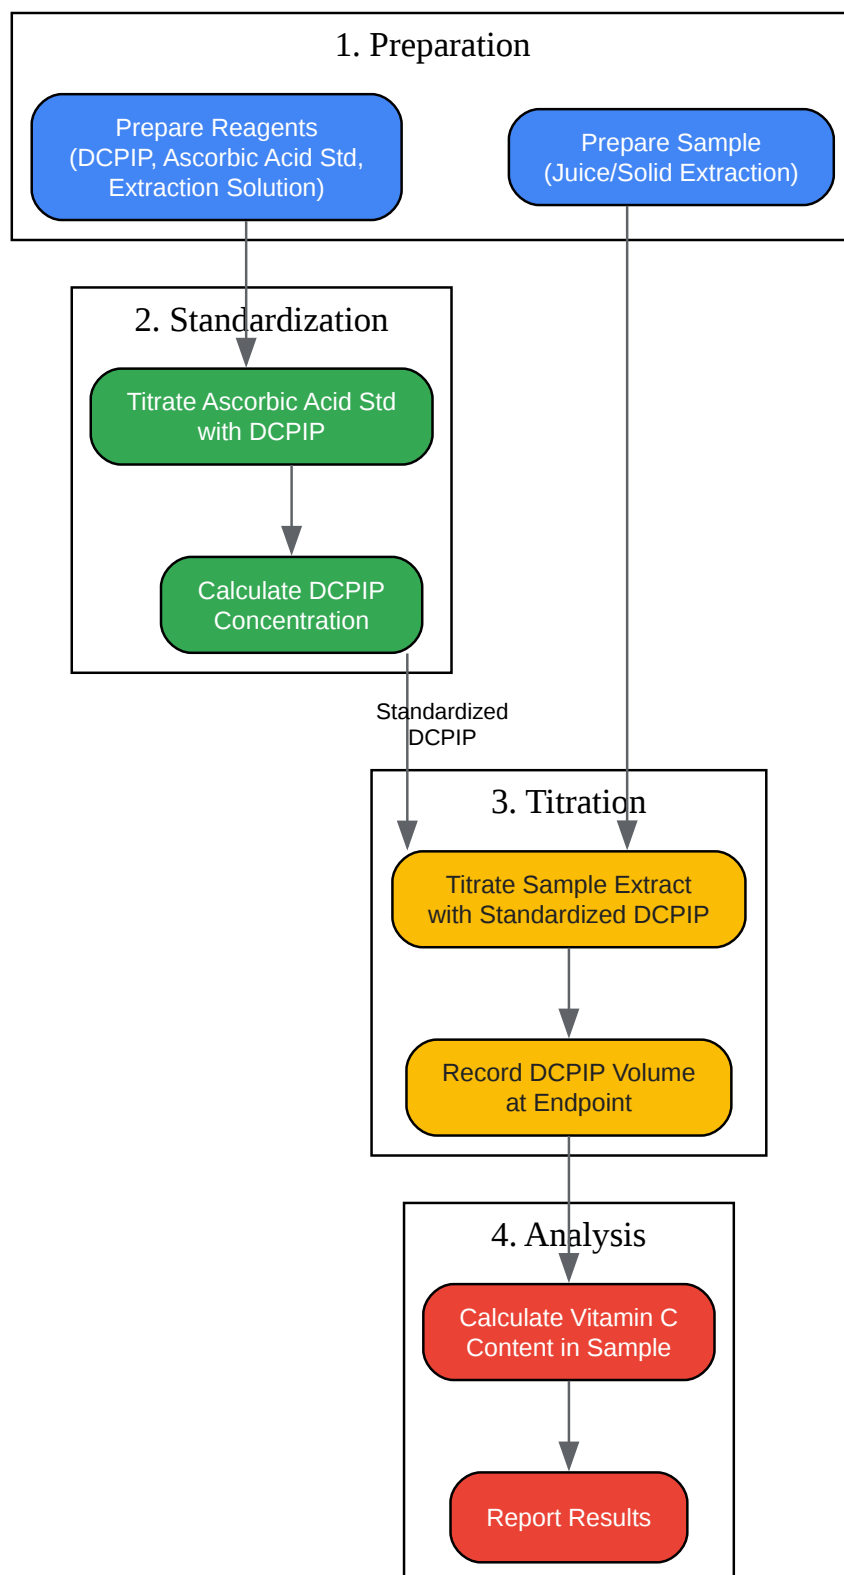 1. Preparation
Prepare Reagents
(DCPIP, Ascorbic Acid Std,
Extraction Solution)
Prepare Sample
(Juice/Solid Extraction)
2. Standardization
Titrate Ascorbic Acid Std
with DCPIP
Calculate DCPIP
Concentration
Standardized
DCPIP
3. Titration
Titrate Sample Extract
with Standardized DCPIP
Record DCPIP Volume
at Endpoint
4. Analysis
Calculate Vitamin C
Content in Sample
Report Results